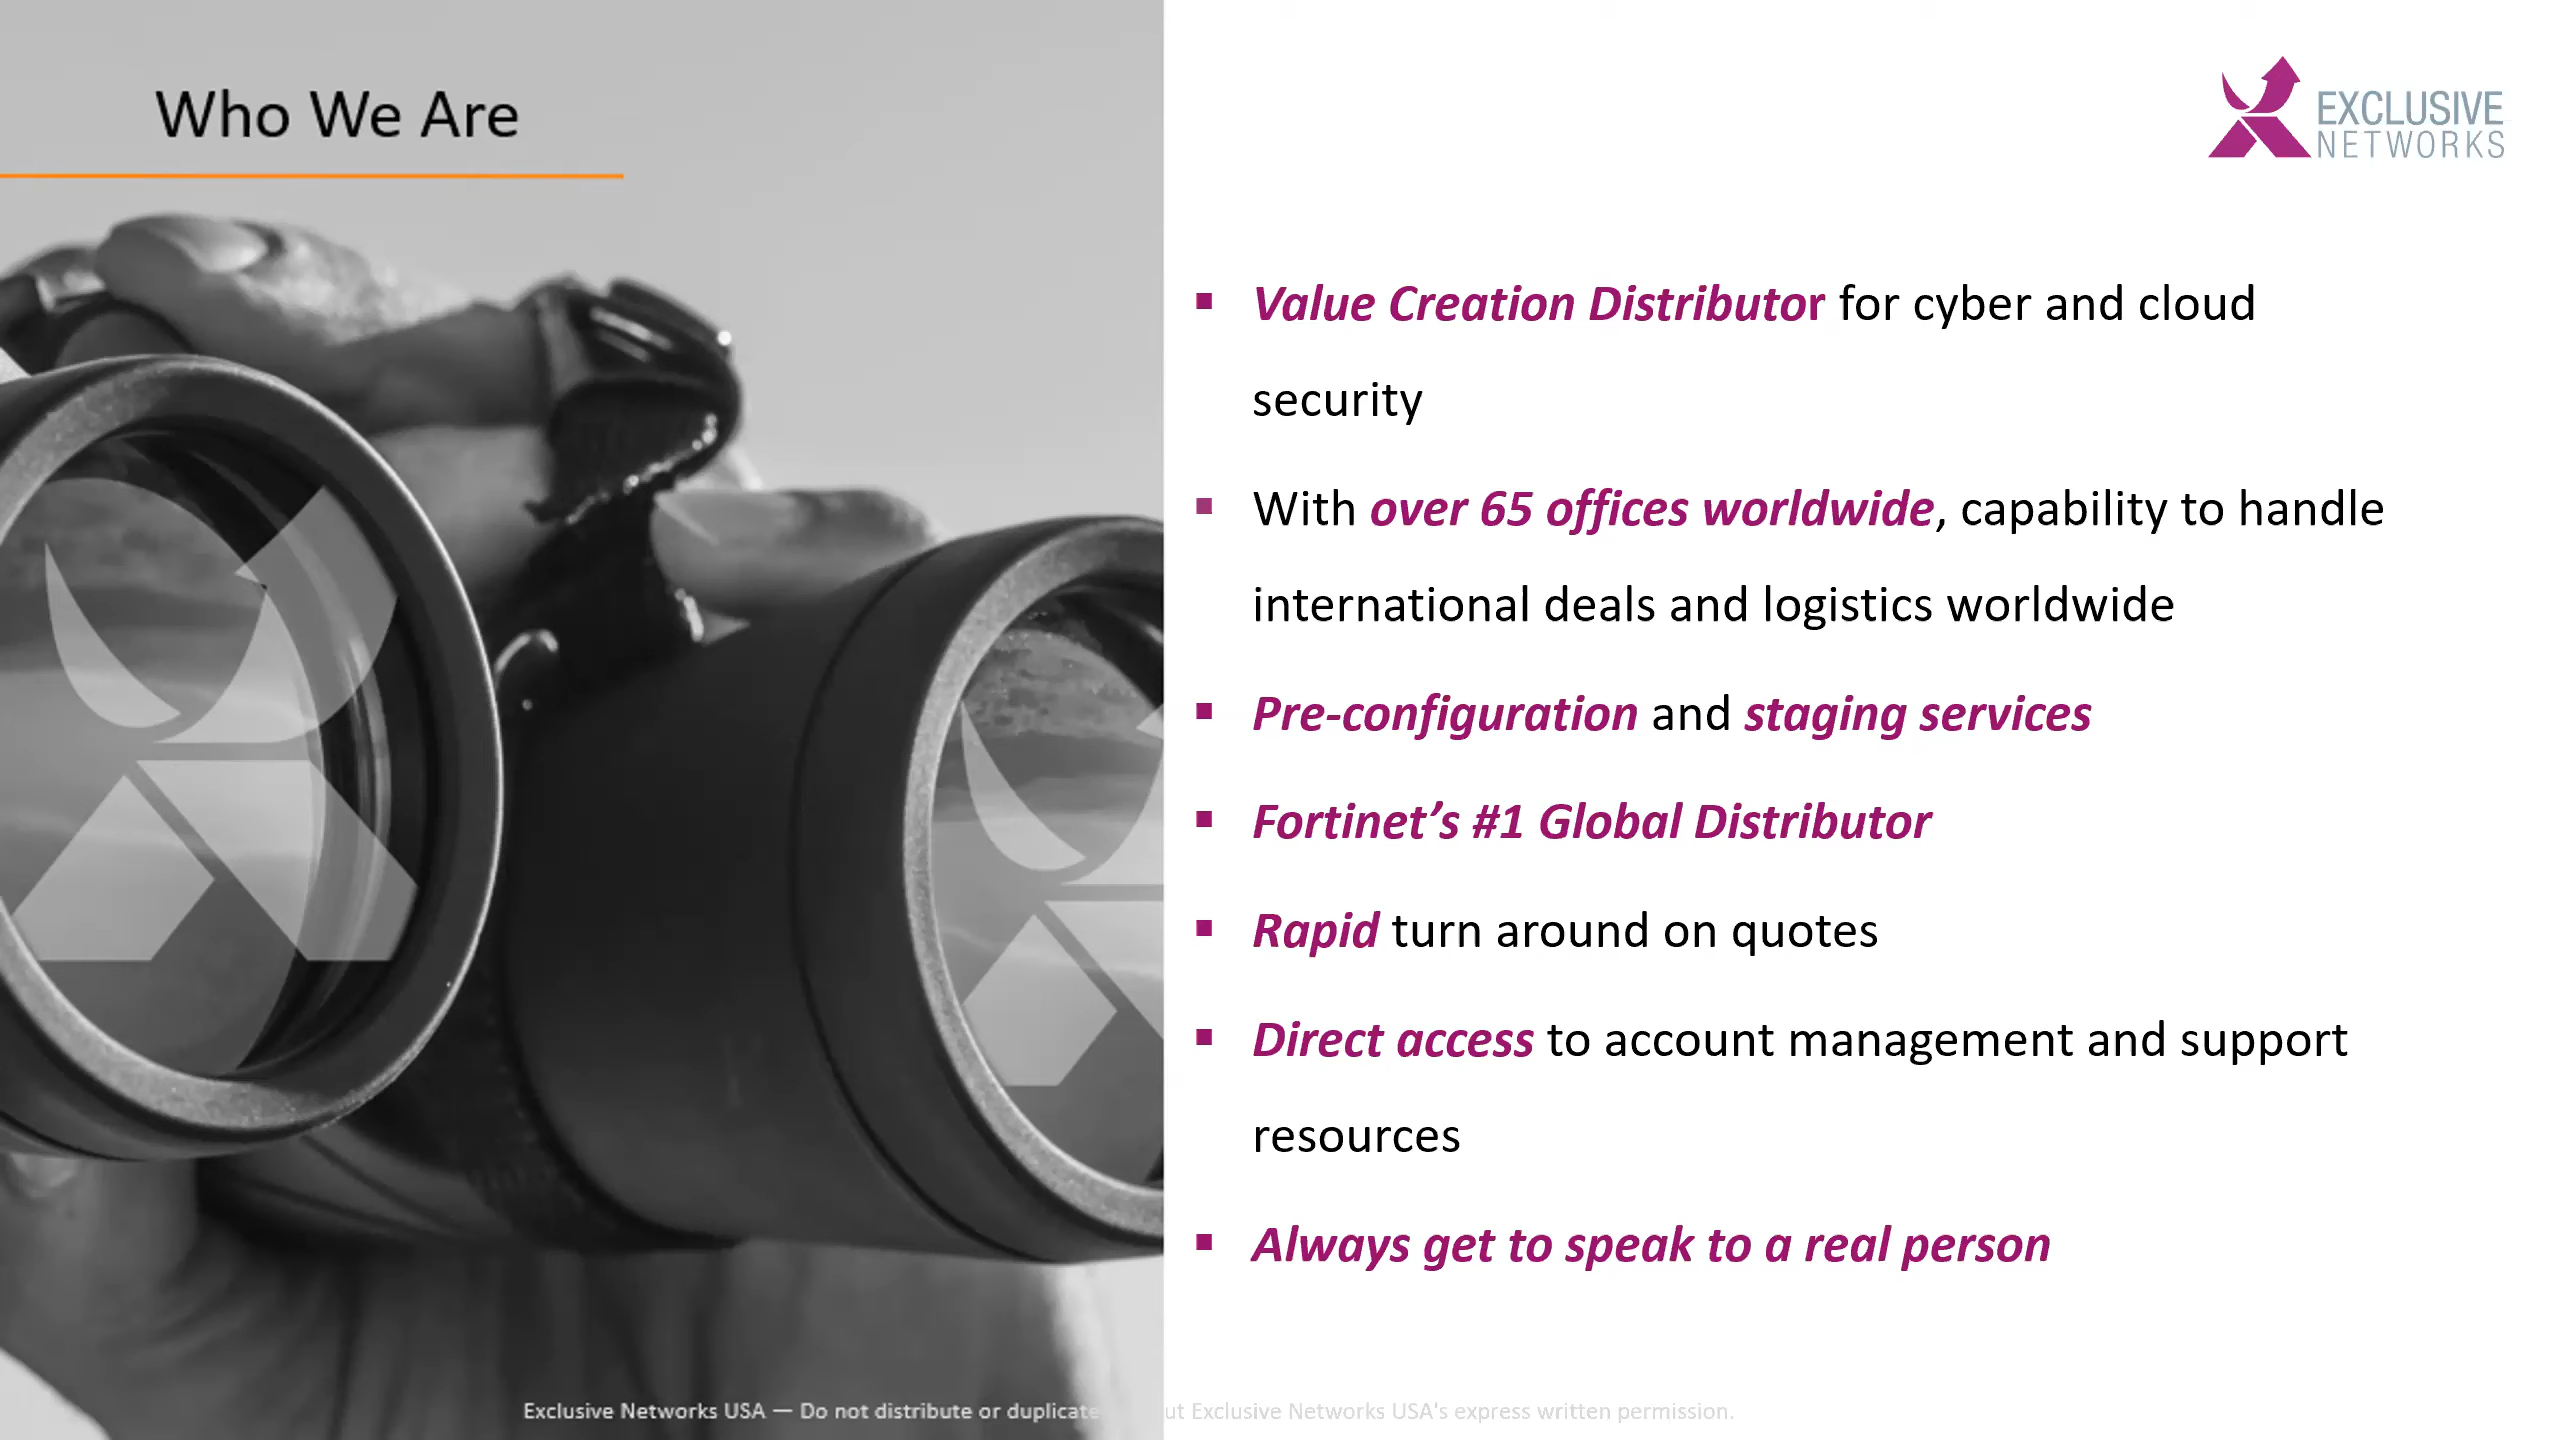 Who We Are
EXCLUSIVE
NETWORKS
▪ Value Creation Distributor for cyber and cloud
security
▪ With over 65 offices worldwide, capability to handle
international deals and logistics worldwide
▪ Pre-configuration and staging services
▪ Fortinet’s #1 Global Distributor
▪ Rapid turn around on quotes
▪ Direct access to account management and support
resources
▪ Always get to speak to a real person
Exclusive Networks USA — Do not distribute or duplicate ut Exclusive Networks USA's express written permission.